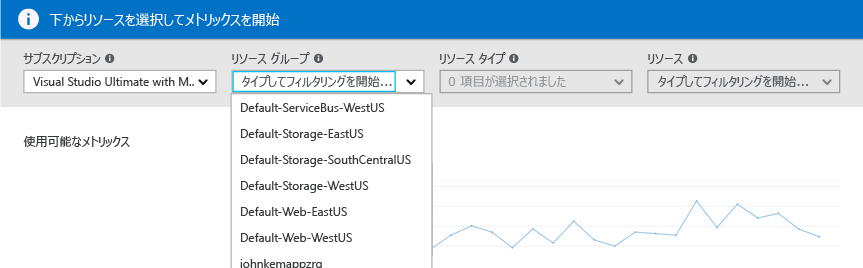 下からリソースを選択してメトリックスを開始
サブスクリプション
リソース グループ
リソース タイプ
リソース
Visual Studio Ultimate with M..
タイプしてフィルタリングを開始...
0 項目が選択されました
タイプしてフィルタリングを開始...
Default-ServiceBus-WestUS
Default-Storage-EastUS
使用可能なメトリックス
Default-Storage-SouthCentralUS
Default-Storage-WestUS
Default-Web-EastUS
Default-Web-WestUS
johnkemappzrg